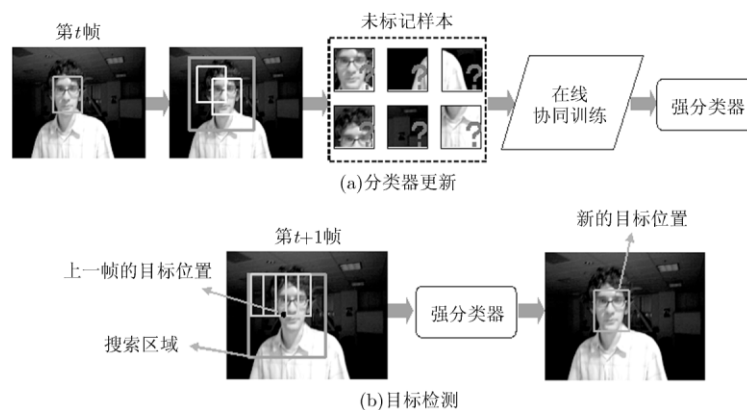 第t帧
未标记样本
? ? ?
? ? ?
在线
协同训练
强分类器
(a)分类器更新
第t+1帧
上一帧的目标位置
搜索区域
强分类器
新的目标位置
(b)目标检测